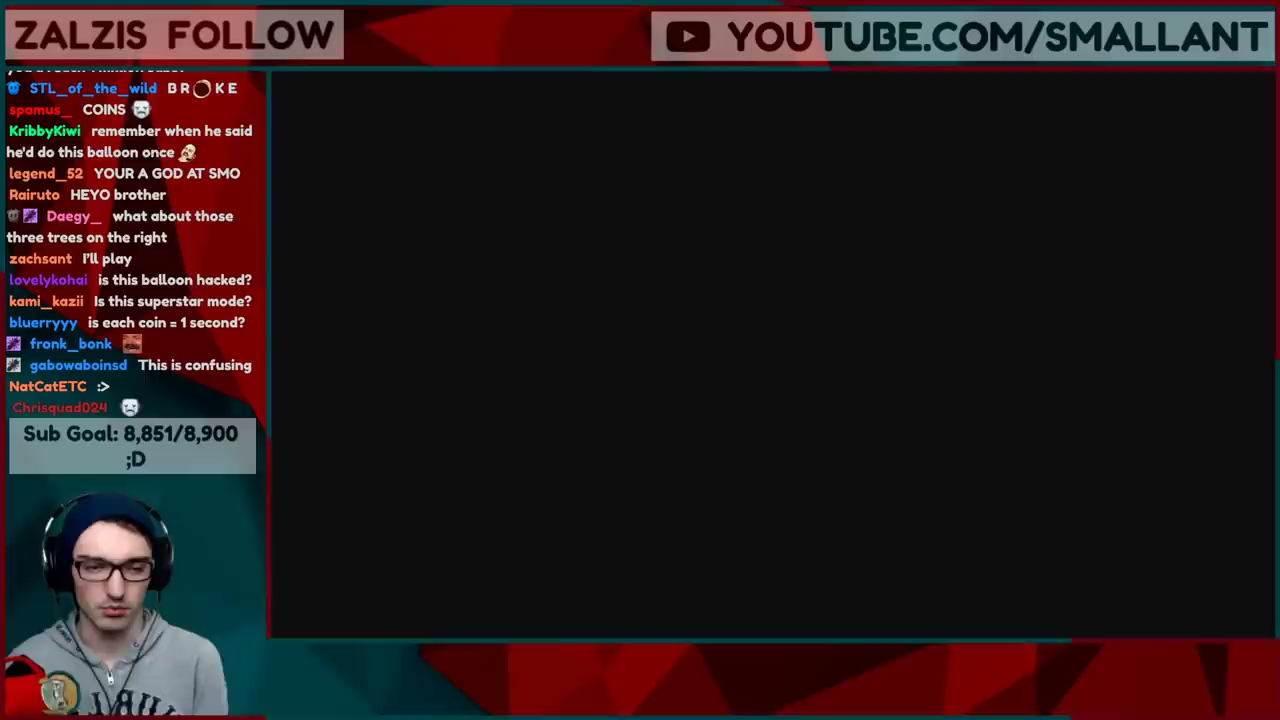 ZALZIS FOLLOW
YOUTUBE.COM/SMALLANT
STL_of_the_wild B R O K E
spamus_ COINS
KribbyKiwi remember when he said
he'd do this balloon once
legend_52 YOUR A GOD AT SMO
Rairuto HEYO brother
Daegy_ what about those
three trees on the right
zachsant I'll play
lovelykohai is this balloon hacked?
kami_kazii Is this superstar mode?
bluerryyy is each coin = 1 second?
fronk_bonk
gabowaboinsd This is confusing
NatCatETC :>
Chrisquad024
Sub Goal: 8,851/8,900
;D